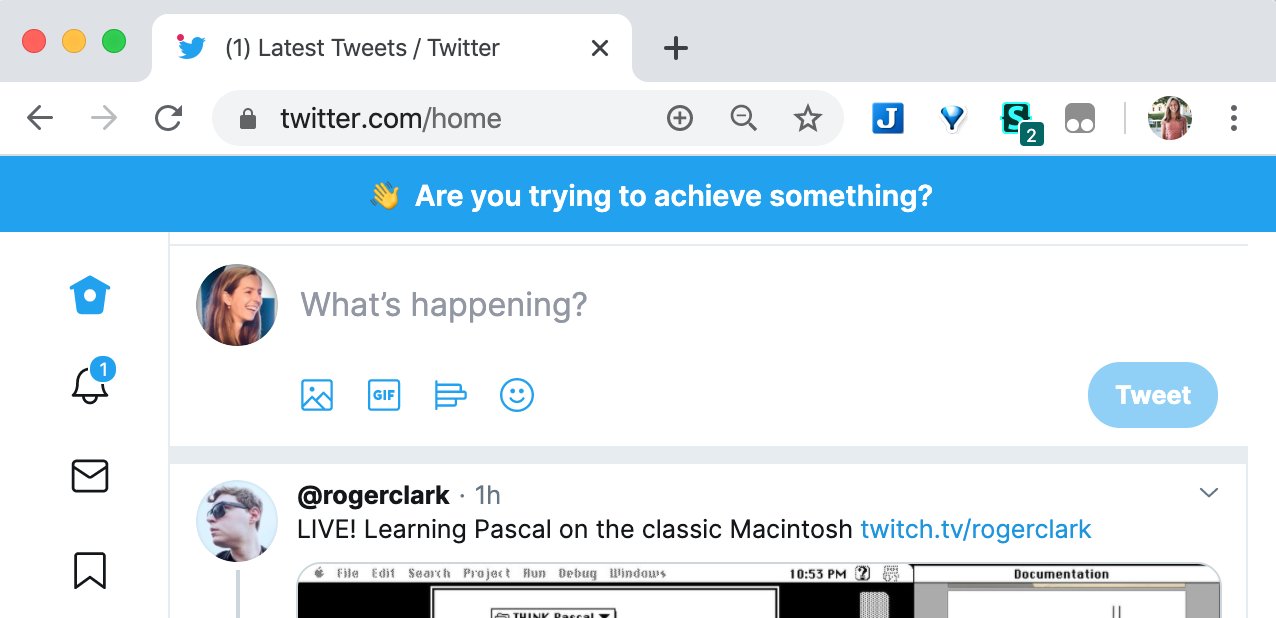 (1) Latest Tweets / Twitter
twitter.com/home
J
S
2
👋 Are you trying to achieve something?
What’s happening?
1
GIF
Tweet
@rogerclark · 1h
LIVE! Learning Pascal on the classic Macintosh twitch.tv/rogerclark
File Edit Search Project Run Debug Windows 10:53 PM Documentation
THINK Pascal